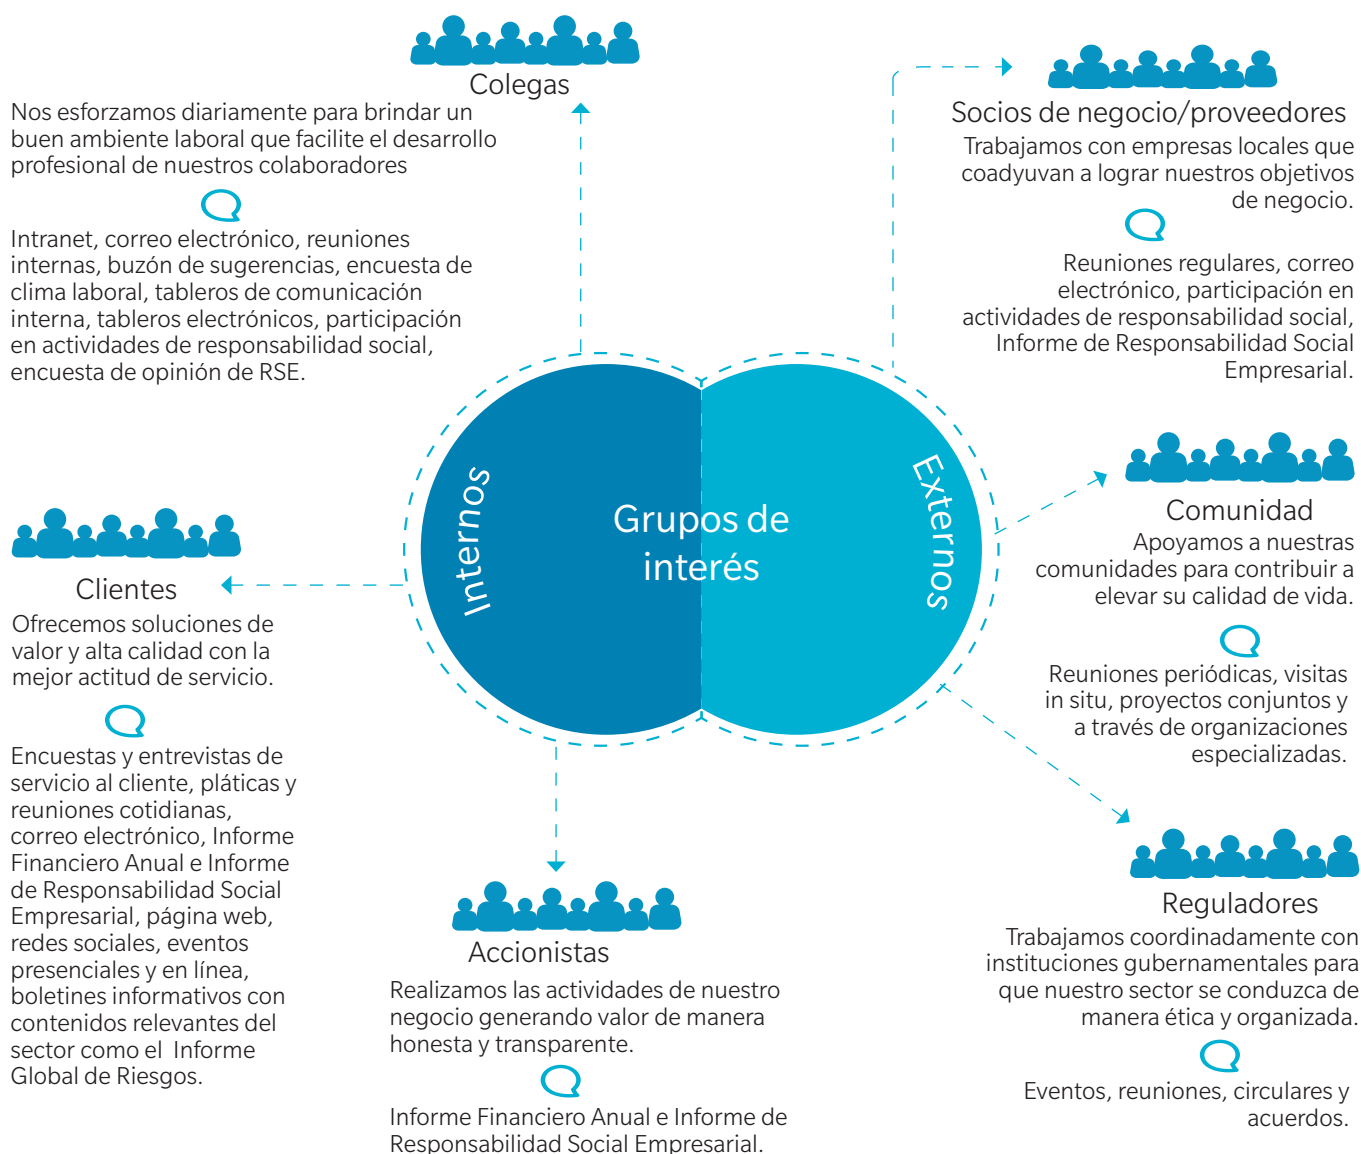 Colegas
Nos esforzamos diariamente para brindar un
buen ambiente laboral que facilite el desarrollo
profesional de nuestros colaboradores
Intranet, correo electrónico, reuniones
internas, buzón de sugerencias, encuesta de
clima laboral, tableros de comunicación
interna, tableros electrónicos, participación
en actividades de responsabilidad social,
encuesta de opinión de RSE.
Socios de negocio/proveedores
Trabajamos con empresas locales que
coadyuvan a lograr nuestros objetivos
de negocio.
Reuniones regulares, correo
electrónico, participación en
actividades de responsabilidad social,
Informe de Responsabilidad Social
Empresarial.
Internos
Grupos de
interés
Externos
Clientes
Ofrecemos soluciones de
valor y alta calidad con la
mejor actitud de servicio.
Encuestas y entrevistas de
servicio al cliente, pláticas y
reuniones cotidianas,
correo electrónico, Informe
Financiero Anual e Informe
de Responsabilidad Social
Empresarial, página web,
redes sociales, eventos
presenciales y en línea,
boletines informativos con
contenidos relevantes del
sector como el Informe
Global de Riesgos.
Comunidad
Apoyamos a nuestras
comunidades para contribuir a
elevar su calidad de vida.
Reuniones periódicas, visitas
in situ, proyectos conjuntos y
a través de organizaciones
especializadas.
Accionistas
Realizamos las actividades de nuestro
negocio generando valor de manera
honesta y transparente.
Informe Financiero Anual e Informe de
Responsabilidad Social Empresarial.
Reguladores
Trabajamos coordinadamente con
instituciones gubernamentales para
que nuestro sector se conduzca de
manera ética y organizada.
Eventos, reuniones, circulares y
acuerdos.